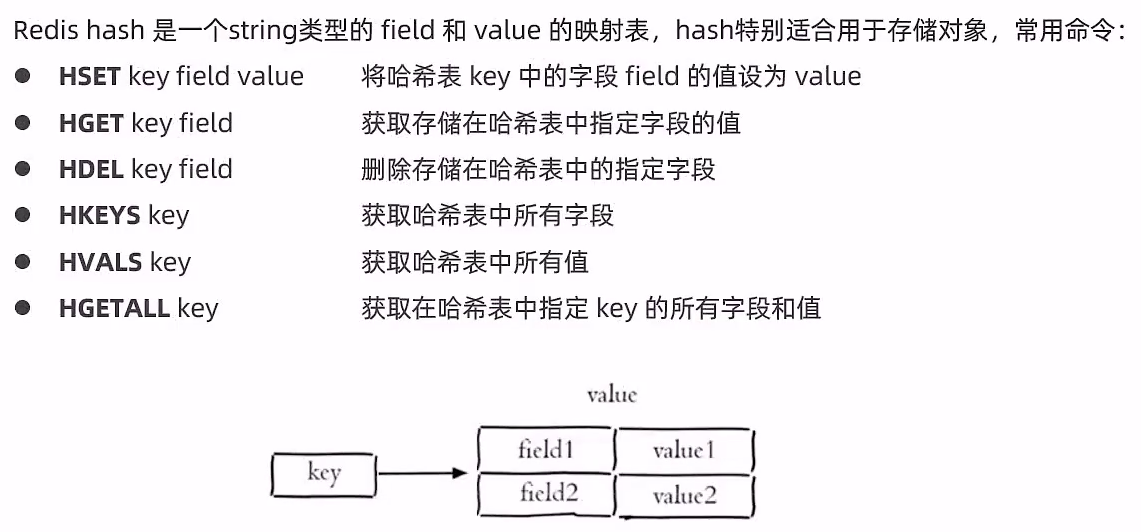 Redis hash 是一个string类型的 field 和 value 的映射表，hash特别适合用于存储对象，常用命令：
● HSET key field value 将哈希表 key 中的字段 field 的值设为 value
● HGET key field 获取存储在哈希表中指定字段的值
● HDEL key field 删除存储在哈希表中的指定字段
● HKEYS key 获取哈希表中所有字段
● HVALS key 获取哈希表中所有值
● HGETALL key 获取在哈希表中指定 key 的所有字段和值
value
key
field1 value1
field2 value2